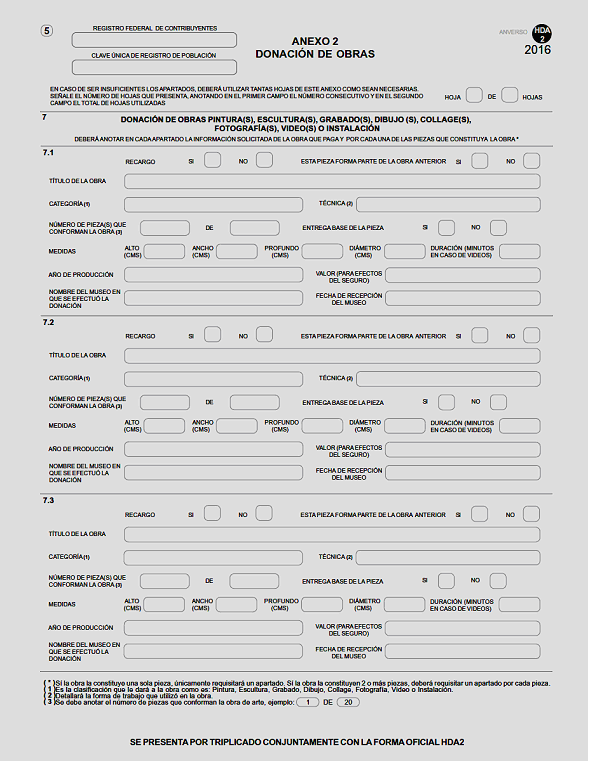 5
REGISTRO FEDERAL DE CONTRIBUYENTES
CLAVE ÚNICA DE REGISTRO DE POBLACIÓN
ANEXO 2
DONACIÓN DE OBRAS
ANVERSO
HDA
2
2016
EN CASO DE SER INSUFICIENTES LOS APARTADOS, DEBERÁ UTILIZAR TANTAS HOJAS DE ESTE ANEXO COMO SEAN NECESARIAS.
SEÑALE EL NÚMERO DE HOJAS QUE PRESENTA, ANOTANDO EN EL PRIMER CAMPO EL NÚMERO CONSECUTIVO Y EN EL SEGUNDO
CAMPO EL TOTAL DE HOJAS UTILIZADAS
HOJA DE HOJAS
7 DONACIÓN DE OBRAS PINTURA(S), ESCULTURA(S), GRABADO(S), DIBUJO (S), COLLAGE(S),
FOTOGRAFÍA(S), VIDEO(S) O INSTALACIÓN
DEBERÁ ANOTAR EN CADA APARTADO LA INFORMACIÓN SOLICITADA DE LA OBRA QUE PAGA Y POR CADA UNA DE LAS PIEZAS QUE CONSTITUYA LA OBRA *
7.1
RECARGO SI NO ESTA PIEZA FORMA PARTE DE LA OBRA ANTERIOR SI NO
TÍTULO DE LA OBRA
CATEGORÍA (1) TÉCNICA (2)
NÚMERO DE PIEZA(S) QUE
CONFORMAN LA OBRA (3) DE ENTREGA BASE DE LA PIEZA SI NO
MEDIDAS ALTO (CMS) ANCHO (CMS) PROFUNDO (CMS) DIÁMETRO (CMS) DURACIÓN (MINUTOS EN CASO DE VIDEOS)
AÑO DE PRODUCCIÓN VALOR (PARA EFECTOS DEL SEGURO)
NOMBRE DEL MUSEO EN
QUE SE EFECTUÓ LA
DONACIÓN
FECHA DE RECEPCIÓN
DEL MUSEO
7.2
RECARGO SI NO ESTA PIEZA FORMA PARTE DE LA OBRA ANTERIOR SI NO
TÍTULO DE LA OBRA
CATEGORÍA (1) TÉCNICA (2)
NÚMERO DE PIEZA(S) QUE
CONFORMAN LA OBRA (3) DE ENTREGA BASE DE LA PIEZA SI NO
MEDIDAS ALTO (CMS) ANCHO (CMS) PROFUNDO (CMS) DIÁMETRO (CMS) DURACIÓN (MINUTOS EN CASO DE VIDEOS)
AÑO DE PRODUCCIÓN VALOR (PARA EFECTOS DEL SEGURO)
NOMBRE DEL MUSEO EN
QUE SE EFECTUÓ LA
DONACIÓN
FECHA DE RECEPCIÓN
DEL MUSEO
7.3
RECARGO SI NO ESTA PIEZA FORMA PARTE DE LA OBRA ANTERIOR SI NO
TÍTULO DE LA OBRA
CATEGORÍA (1) TÉCNICA (2)
NÚMERO DE PIEZA(S) QUE
CONFORMAN LA OBRA (3) DE ENTREGA BASE DE LA PIEZA SI NO
MEDIDAS ALTO (CMS) ANCHO (CMS) PROFUNDO (CMS) DIÁMETRO (CMS) DURACIÓN (MINUTOS EN CASO DE VIDEOS)
AÑO DE PRODUCCIÓN VALOR (PARA EFECTOS DEL SEGURO)
NOMBRE DEL MUSEO EN
QUE SE EFECTUÓ LA
DONACIÓN
FECHA DE RECEPCIÓN
DEL MUSEO
( * ) Sí la obra la constituye una sola pieza, únicamente requisitará un apartado. Sí la obra la constituyen 2 o más piezas, deberá requisitar un apartado por cada pieza.
( 1 ) Es la clasificación que le dará a la obra como es: Pintura, Escultura, Grabado, Dibujo, Collage, Fotografía, Video o Instalación.
( 2 ) Detallará la forma de trabajo que utilizó en la obra.
( 3 ) Se debe anotar el número de piezas que conforman la obra de arte, ejemplo: 1 DE 20
SE PRESENTA POR TRIPLICADO CONJUNTAMENTE CON LA FORMA OFICIAL HDA2